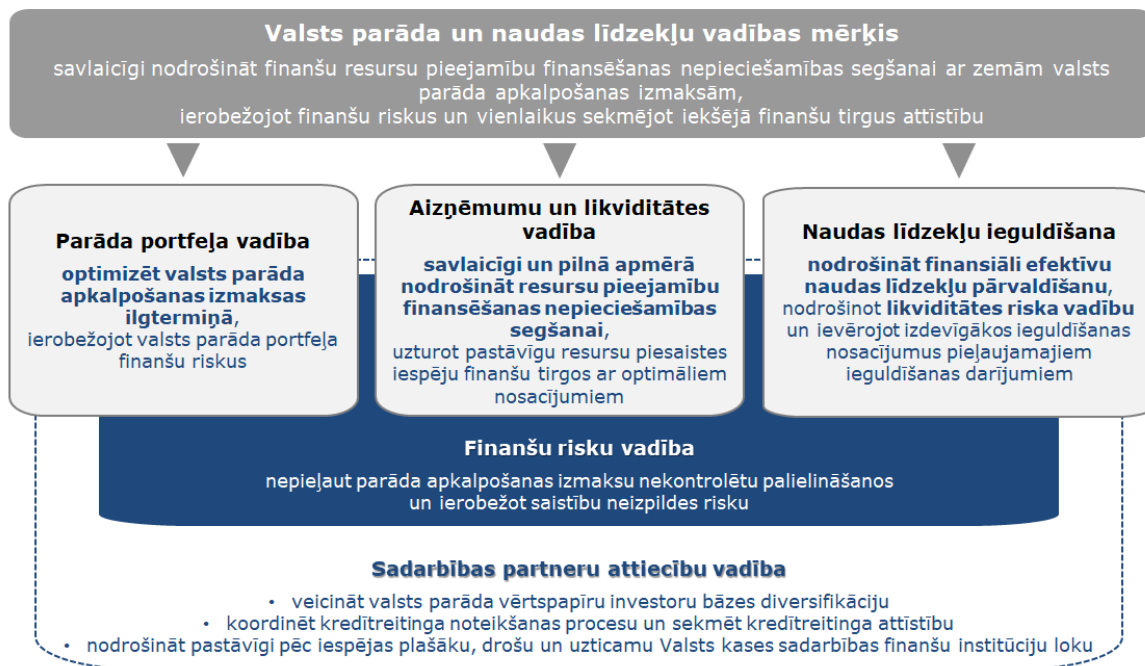 Valsts parāda un naudas līdzekļu vadības mērķis
savlaicīgi nodrošināt finanšu resursu pieejamību finansēšanas nepieciešamības segšanai ar zemām valsts
parāda apkalpošanas izmaksām,
ierobežojot finanšu riskus un vienlaikus sekmējot iekšējā finanšu tirgus attīstību
Parāda portfeļa vadība
optimizēt valsts parāda
apkalpošanas izmaksas
ilgtermiņā,
ierobežojot valsts parāda portfeļa
finanšu riskus
Aizņēmumu un likviditātes
vadība
savlaicīgi un pilnā apmērā
nodrošināt resursu pieejamību
finansēšanas nepieciešamības
segšanai,
uzturot pastāvīgu resursu piesaistes
iespēju finanšu tirgos ar optimāliem
nosacījumiem
Naudas līdzekļu ieguldīšana
nodrošināt finansiāli efektīvu
naudas līdzekļu pārvaldīšanu,
nodrošinot likviditātes riska vadību
un ievērojot izdevīgākos ieguldīšanas
nosacījumus pieļaujamajiem
ieguldīšanas darījumiem
Finanšu risku vadība
nepieļaut parāda apkalpošanas izmaksu nekontrolētu palielināšanos
un ierobežot saistību neizpildes risku
Sadarbības partneru attiecību vadība
• veicināt valsts parāda vērtspapīru investoru bāzes diversifikāciju
• koordinēt kredītreitinga noteikšanas procesu un sekmēt kredītreitinga attīstību
• nodrošināt pastāvīgi pēc iespējas plašāku, drošu un uzticamu Valsts kases sadarbības finanšu institūciju loku